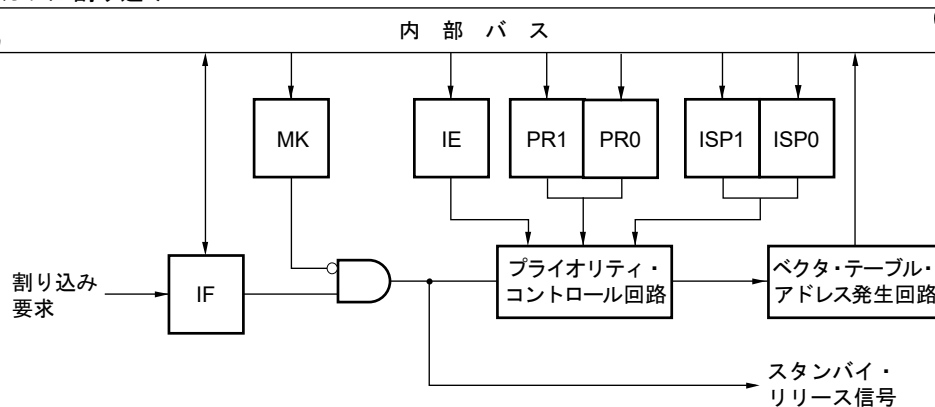 内 部 バ ス
MK
IE
PR1
PR0
ISP1
ISP0
割り込み
要求
IF
プライオリティ・
コントロール回路
ベクタ・テーブル・
アドレス発生回路
スタンバイ・
リリース信号